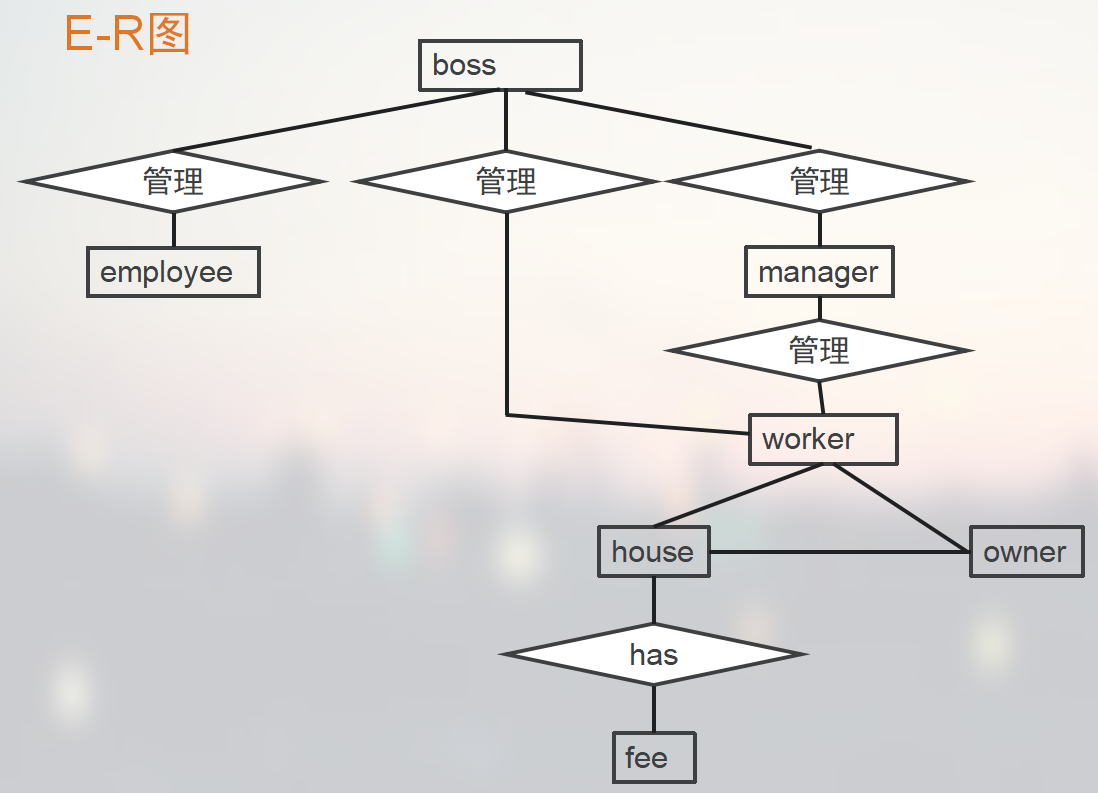 E-R图
boss
管理
管理
管理
employee
manager
管理
worker
house
owner
has
fee